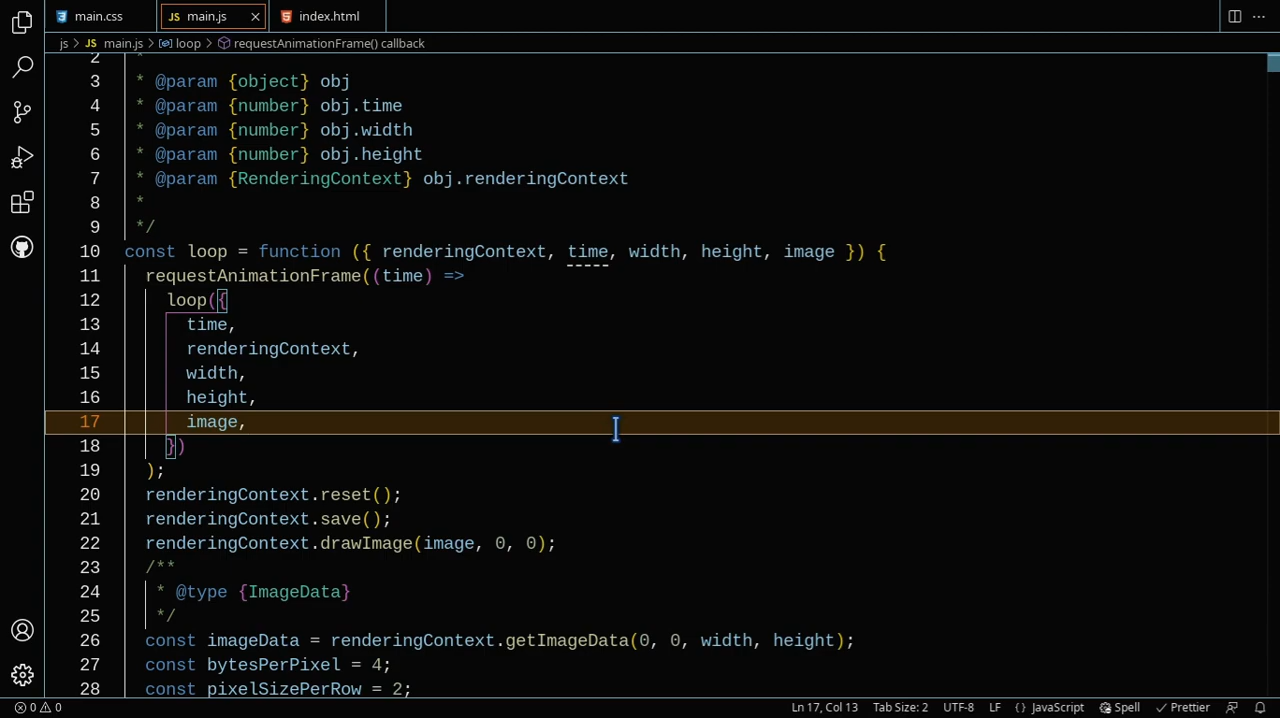 main.css
JS main.js
index.html
js > JS main.js > loop > requestAnimationFrame() callback
2 *
3 * @param {object} obj
4 * @param {number} obj.time
5 * @param {number} obj.width
6 * @param {number} obj.height
7 * @param {RenderingContext} obj.renderingContext
8 *
9 */
10 const loop = function ({ renderingContext, time, width, height, image }) {
11 requestAnimationFrame((time) =>
12 loop({
13 time,
14 renderingContext,
15 width,
16 height,
17 image,
18 })
19 );
20 renderingContext.reset();
21 renderingContext.save();
22 renderingContext.drawImage(image, 0, 0);
23 /**
24 * @type {ImageData}
25 */
26 const imageData = renderingContext.getImageData(0, 0, width, height);
27 const bytesPerPixel = 4;
28 const pixelSizePerRow = 2;
0 0 Ln 17, Col 13 Tab Size: 2 UTF-8 LF {} JavaScript Spell Prettier